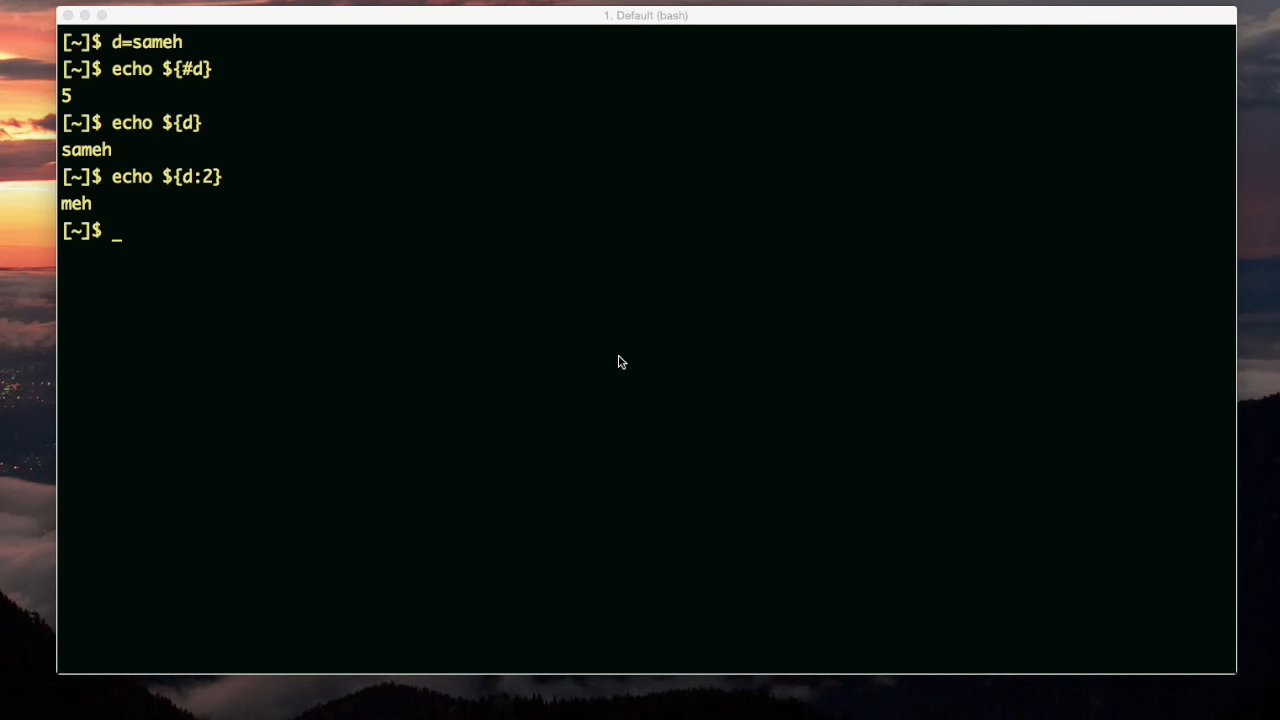 1. Default (bash)
[~]$ d=sameh
[~]$ echo ${#d}
5
[~]$ echo ${d}
sameh
[~]$ echo ${d:2}
meh
[~]$ _